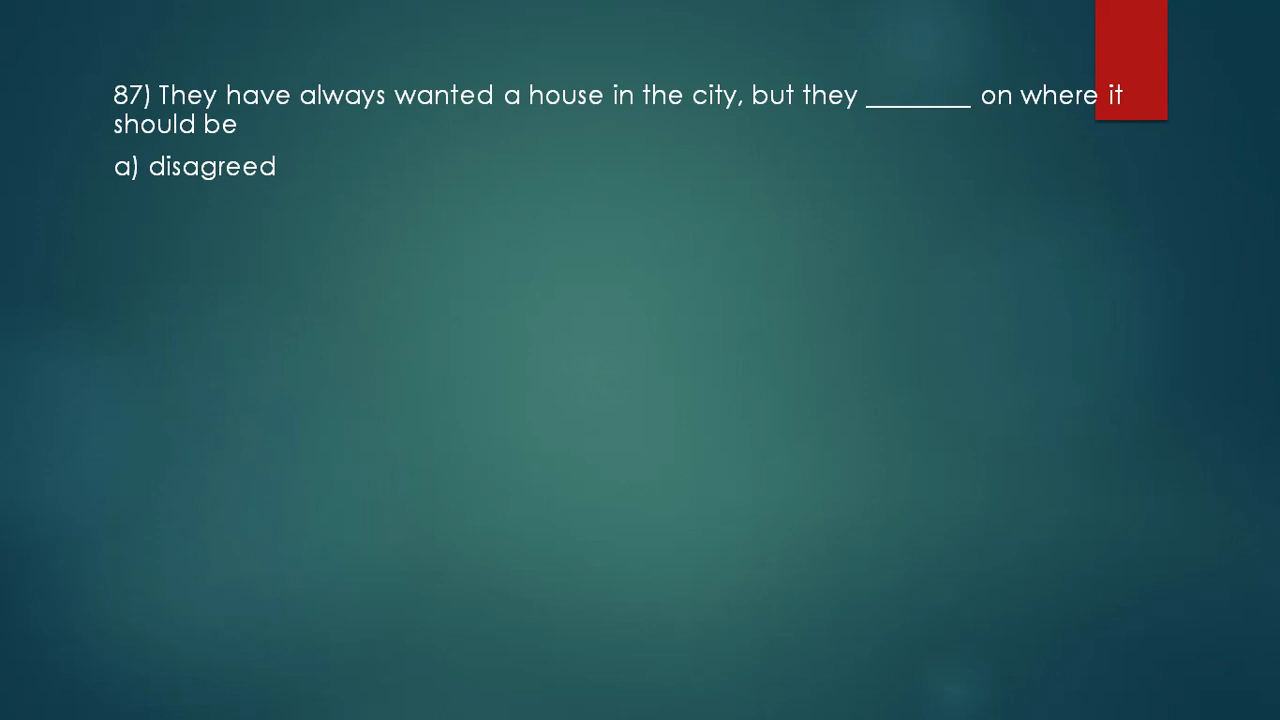 87) They have always wanted a house in the city, but they ________ on where it
should be
a) disagreed